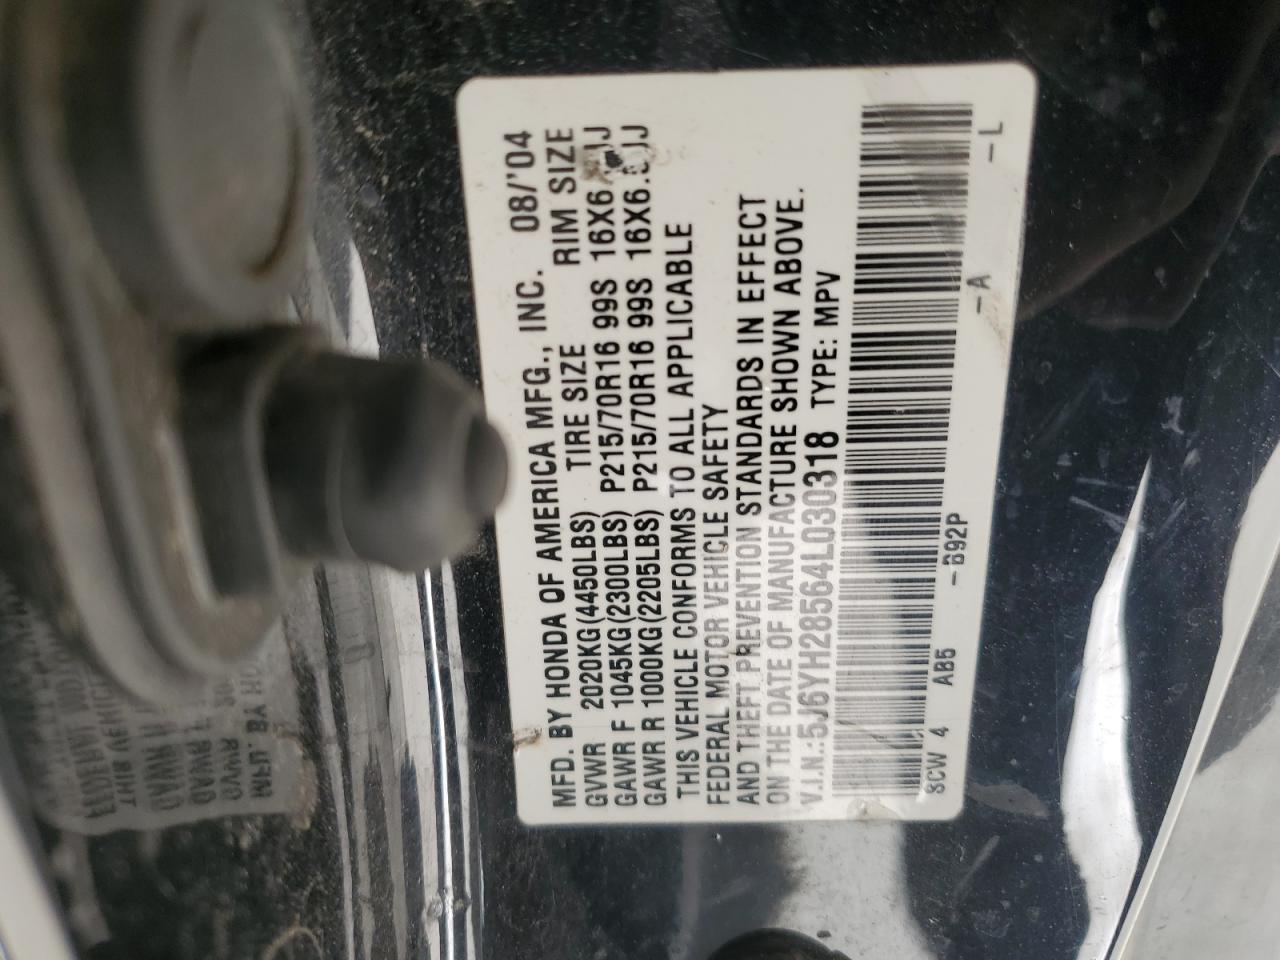 MFD. BY HONDA OF AMERICA MFG., INC. 08/'04
GVWR 2020KG(4450LBS) TIRE SIZE RIM SIZE
GAWR F 1045KG(2300LBS) P215/70R16 99S 16X6
GAWR R 1000KG(2205LBS) P215/70R16 99S
THIS VEHICLE CONFORMS TO ALL APPLICABLE
FEDERAL MOTOR VEHICLE SAFETY
AND THEFT PREVENTION STANDARDS IN EFFECT
ON THE DATE OF MANUFACTURE SHOWN ABOVE.
V.I.N.:5J6YH28564L030318 TYPE: MPV
SCW 4 AB5 -B92P -A -L